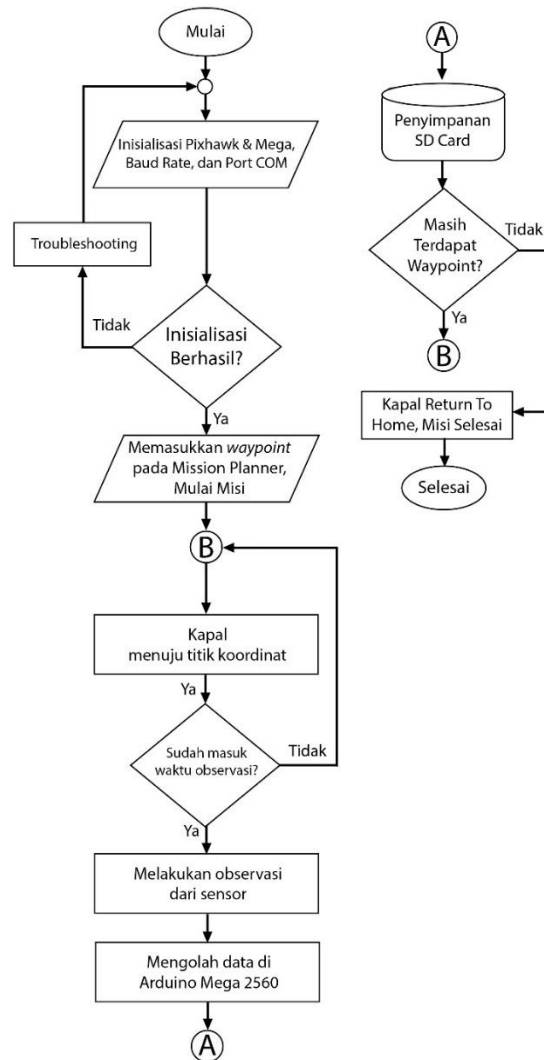 Mulai
Inisialisasi Pixhawk & Mega,
Baud Rate, dan Port COM
Troubleshooting
Tidak
Inisialisasi
Berhasil?
Ya
Memasukkan waypoint
pada Mission Planner,
Mulai Misi
B
Kapal
menuju titik koordinat
Ya
Sudah masuk
waktu observasi?
Tidak
Ya
Melakukan observasi
dari sensor
Mengolah data di
Arduino Mega 2560
A
A
Penyimpanan
SD Card
Masih
Terdapat
Waypoint?
Tidak
Ya
B
Kapal Return To
Home, Misi Selesai
Selesai